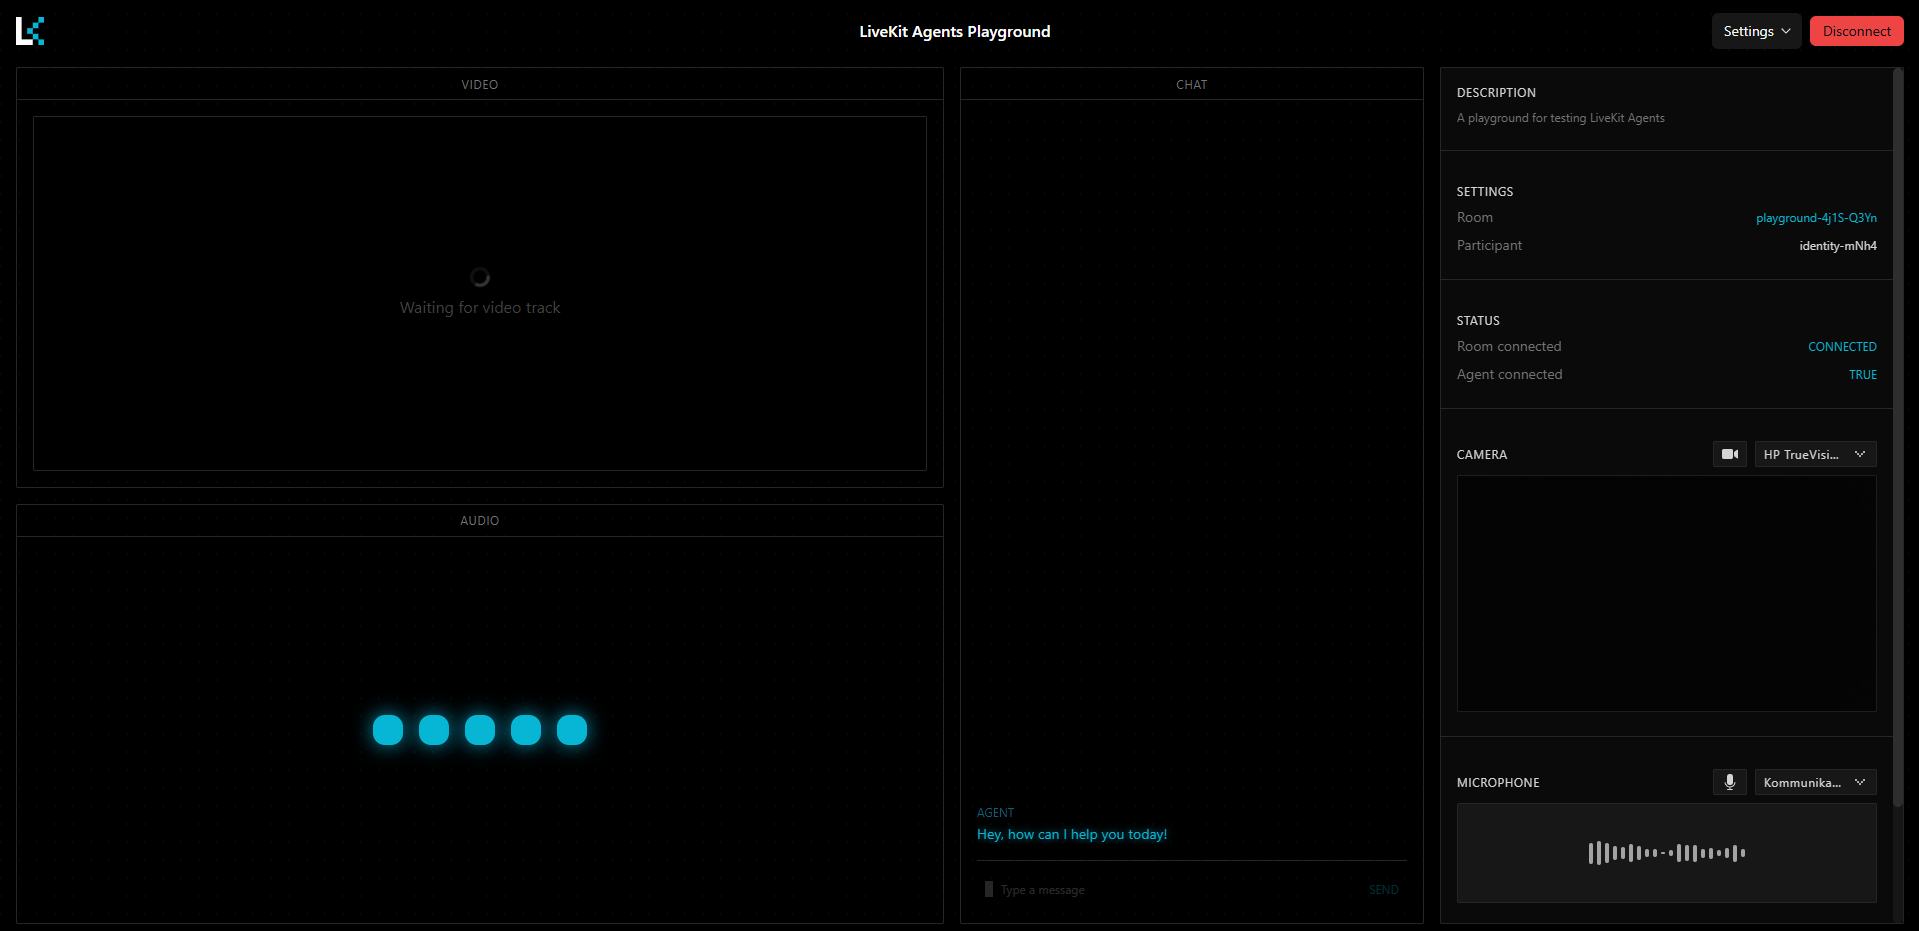 LiveKit Agents Playground
Settings
Disconnect
VIDEO
Waiting for video track
AUDIO
CHAT
AGENT
Hey, how can I help you today!
Type a message
SEND
DESCRIPTION
A playground for testing LiveKit Agents
SETTINGS
Room playground-4j1S-Q3Yn
Participant identity-mNh4
STATUS
Room connected CONNECTED
Agent connected TRUE
CAMERA HP TrueVisi...
MICROPHONE Kommunika...